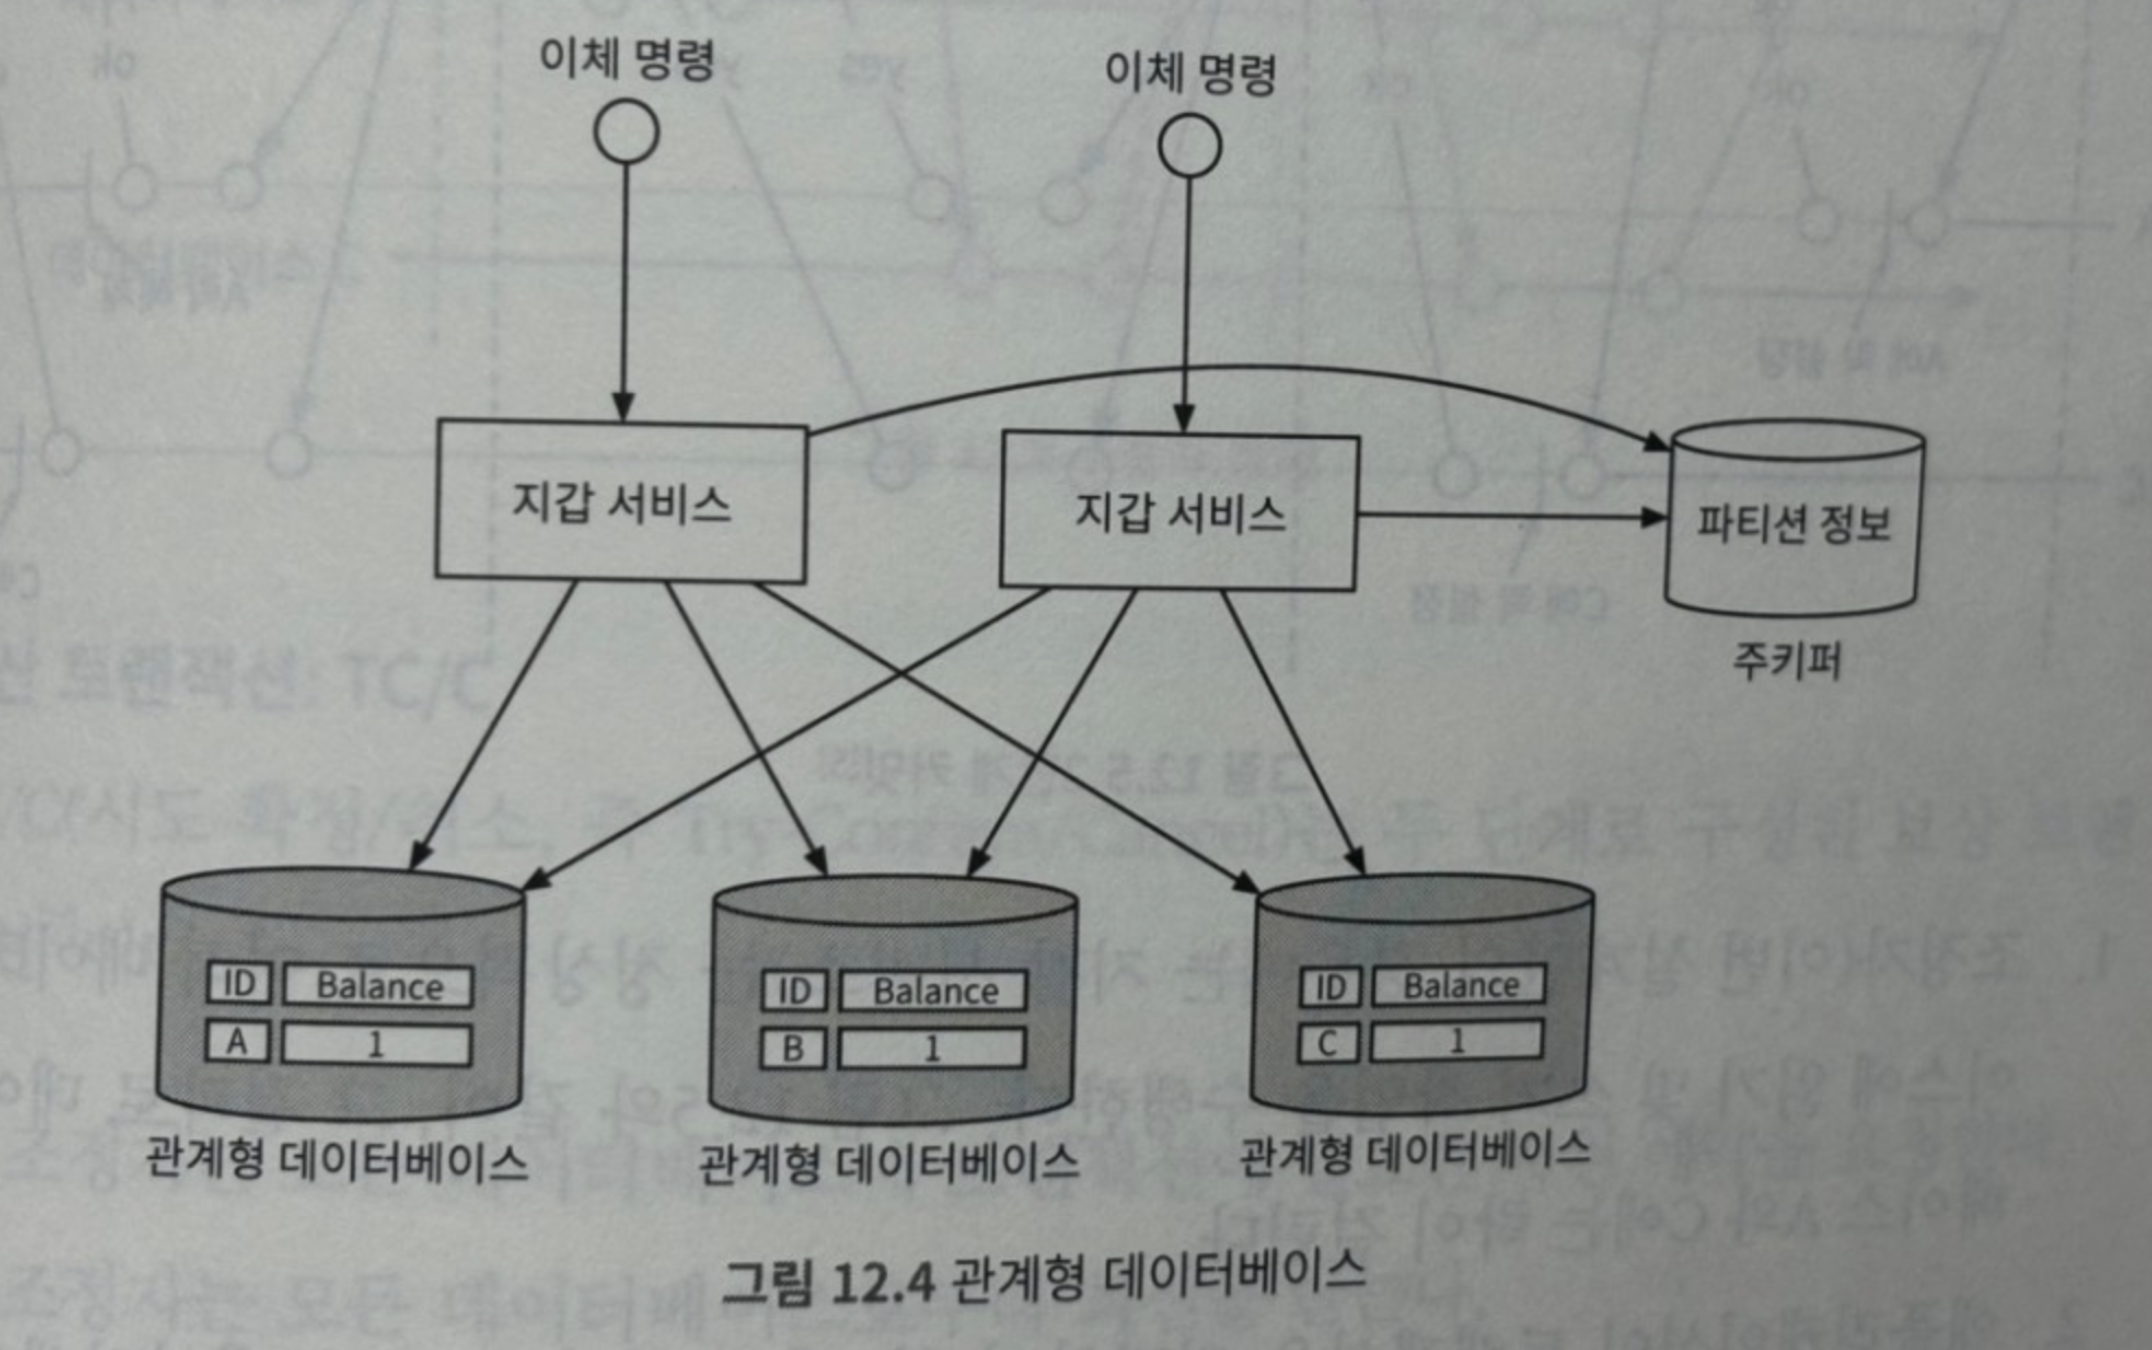 이체 명령
이체 명령
지갑 서비스
지갑 서비스
파티션 정보
주키퍼
ID Balance
A 1
ID Balance
B 1
ID Balance
C 1
관계형 데이터베이스
관계형 데이터베이스
관계형 데이터베이스
그림 12.4 관계형 데이터베이스